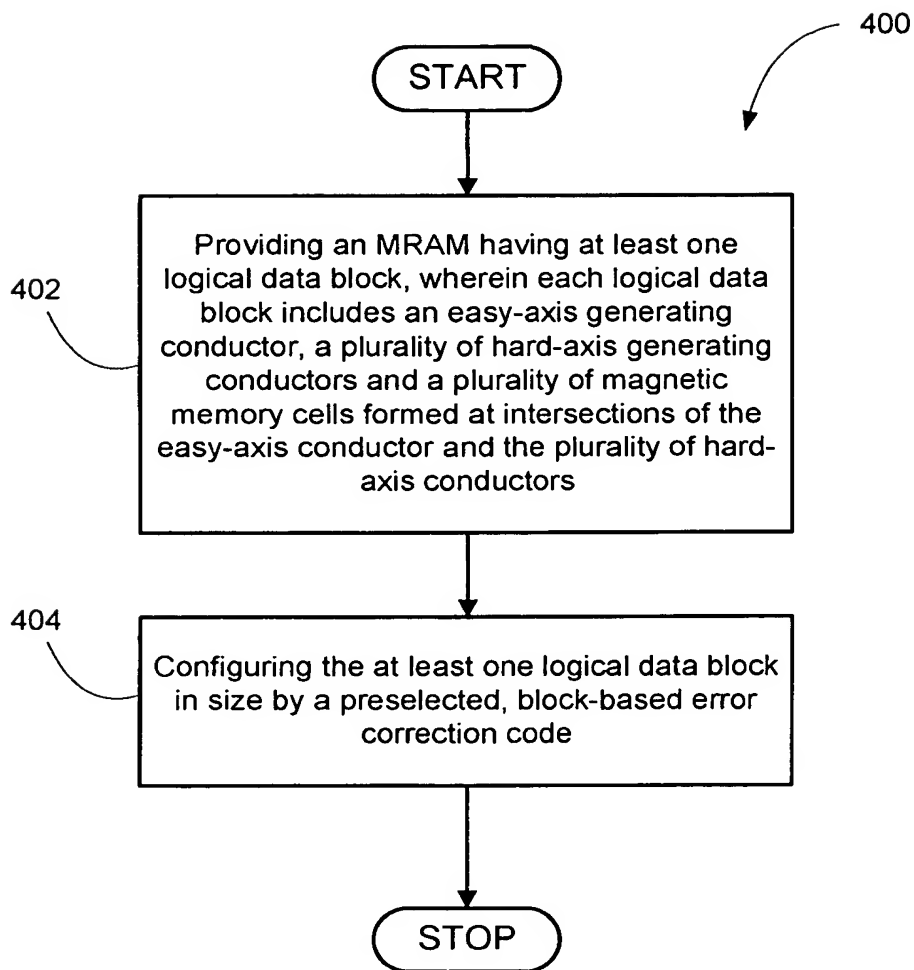 400
START
402
Providing an MRAM having at least one
logical data block, wherein each logical data
block includes an easy-axis generating
conductor, a plurality of hard-axis generating
conductors and a plurality of magnetic
memory cells formed at intersections of the
easy-axis conductor and the plurality of hard-
axis conductors
404
Configuring the at least one logical data block
in size by a preselected, block-based error
correction code
STOP